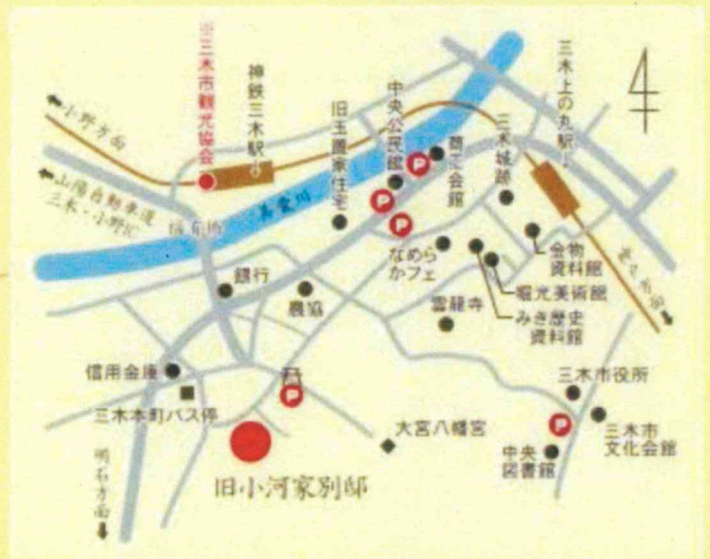 ※三木市観光協会
神鉄三木駅
小野方面
山陽自動車道
三木・小野IC
美嚢川
旧玉置家住宅
中央公民館
商工会館
三木城跡
三木上の丸駅
なめら
かフェ
金物
資料館
堀光美術館
みき歴史
資料館
雲龍寺
銀行
農協
信用金庫
三木本町バス停
P
P
P
P
P
大宮八幡宮
三木市役所
三木市
文化会館
中央
図書館
旧小河家別邸
明石方面